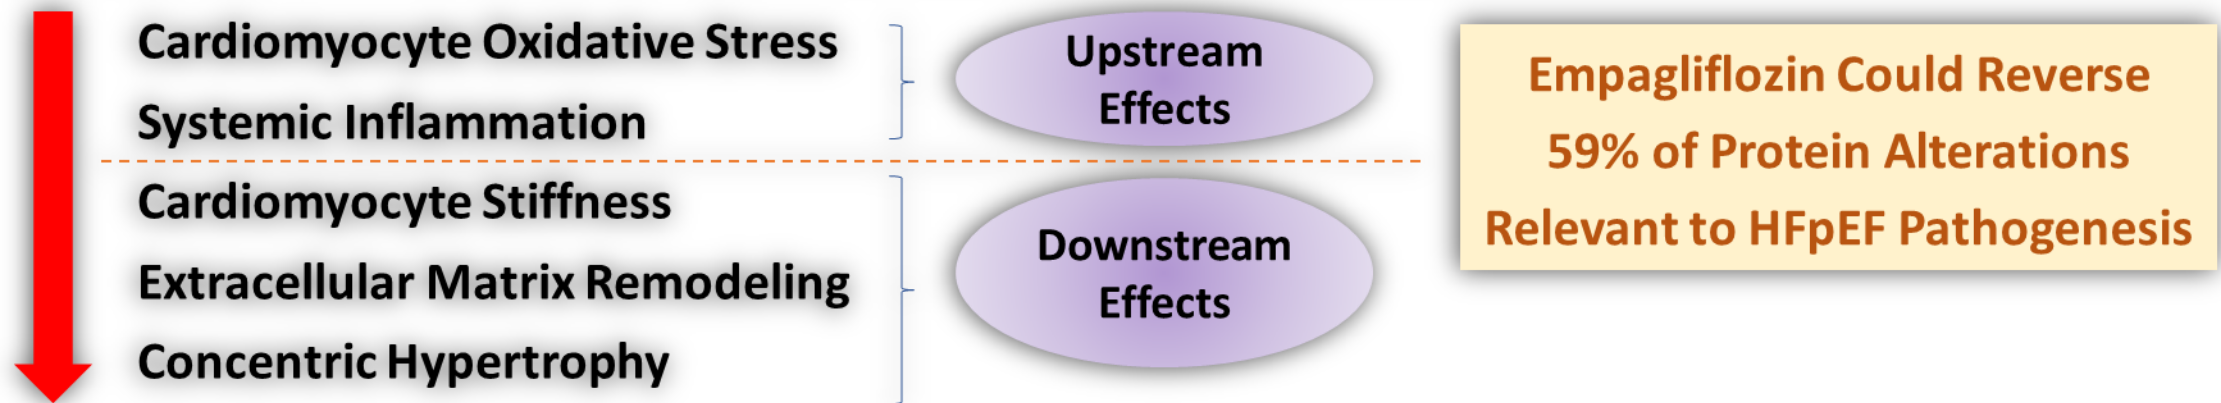 Cardiomyocyte Oxidative Stress
Systemic Inflammation
Cardiomyocyte Stiffness
Extracellular Matrix Remodeling
Concentric Hypertrophy
Upstream
Effects
Downstream
Effects
Empagliflozin Could Reverse
59% of Protein Alterations
Relevant to HFpEF Pathogenesis